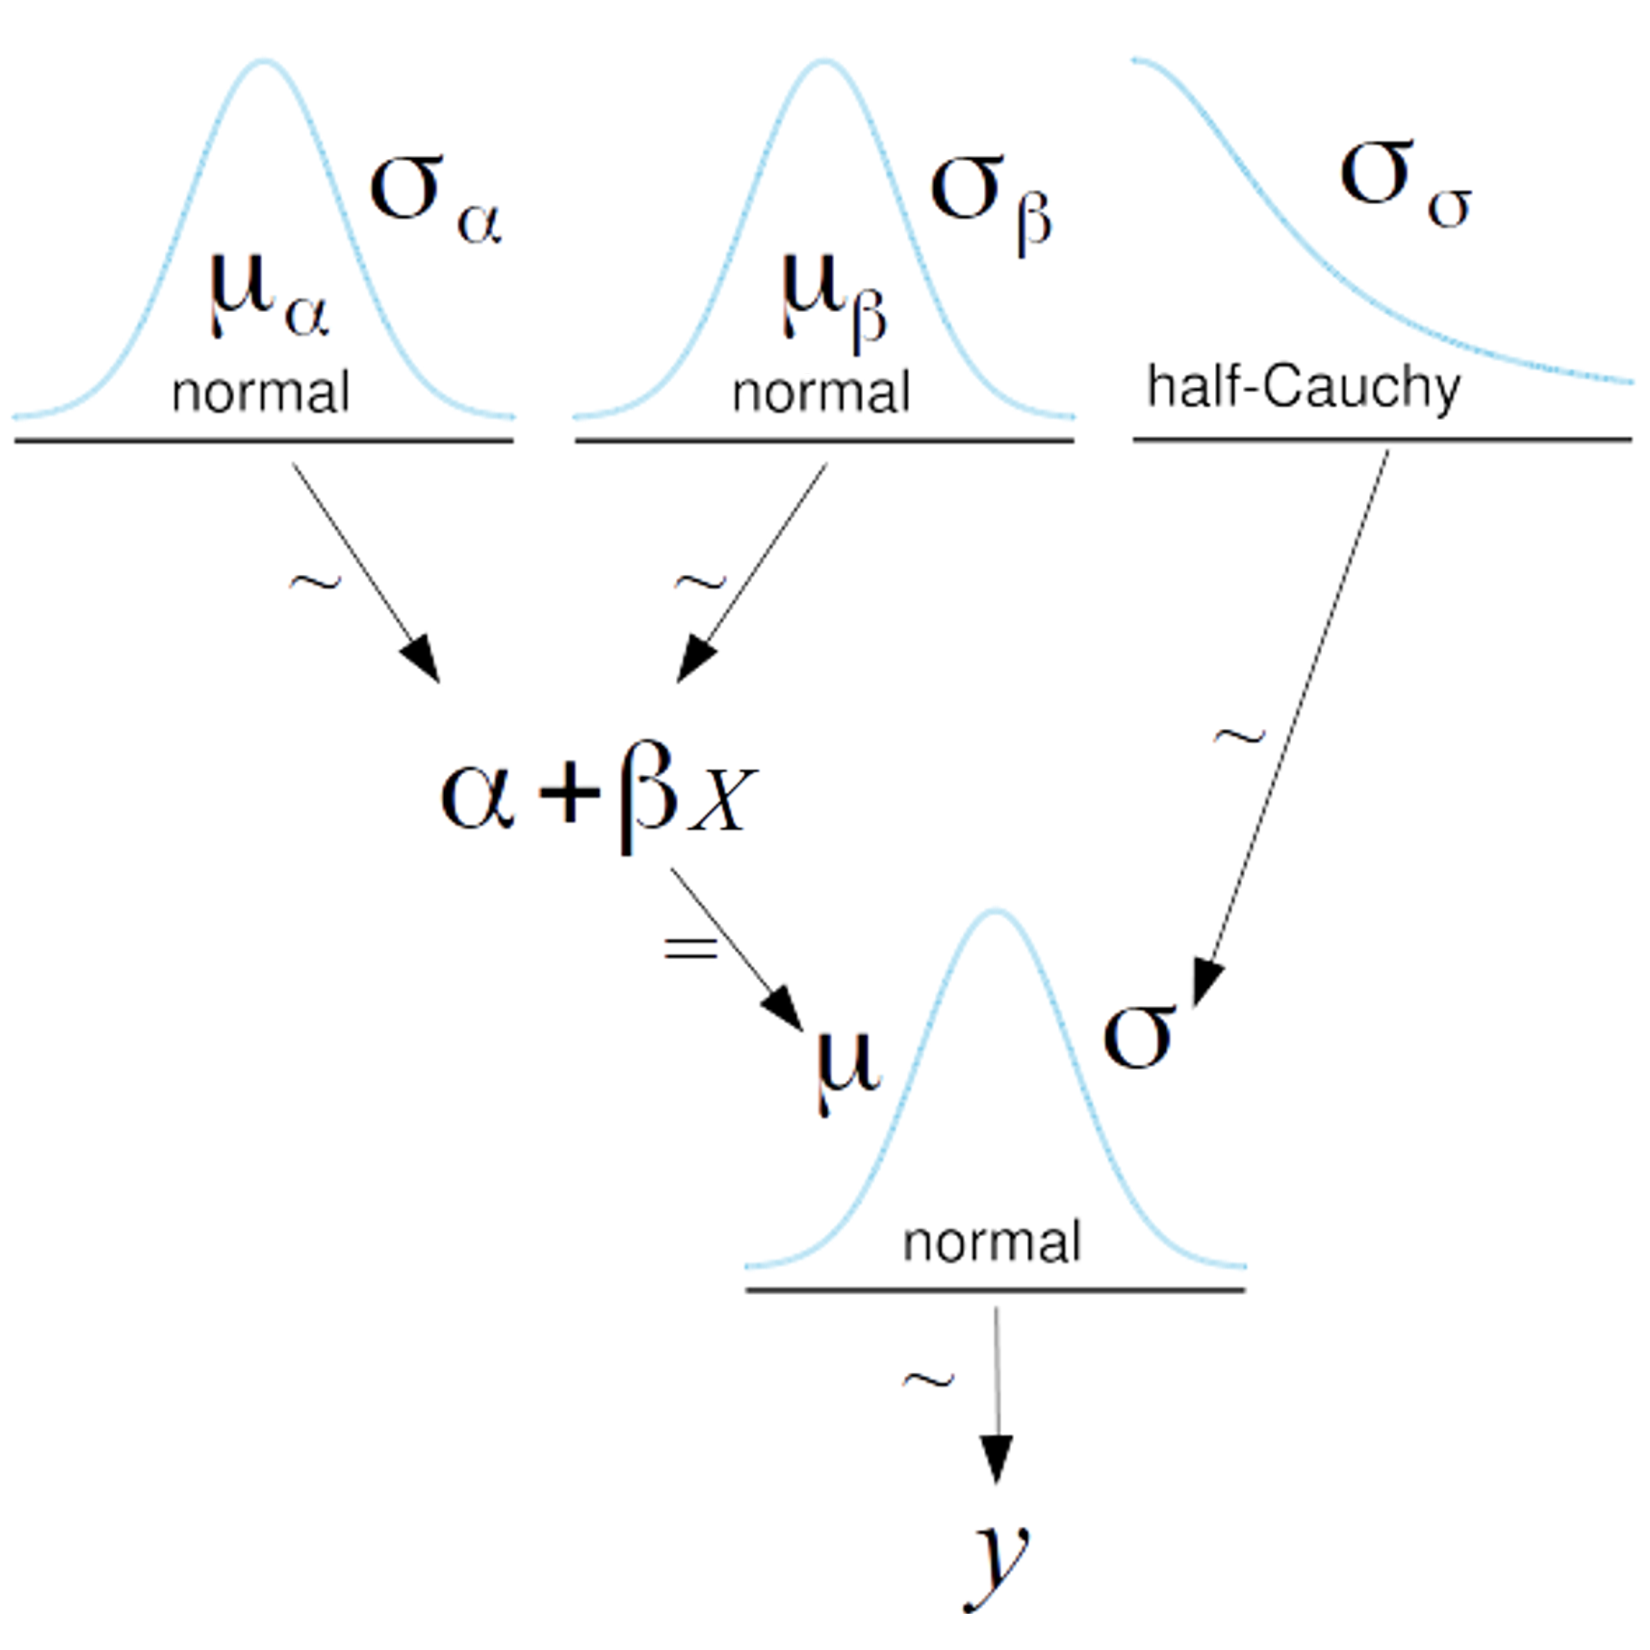 σα σβ σσ
μα μβ
normal normal half-Cauchy
~ ~
~
α+βX
=
μ σ
normal
~
y